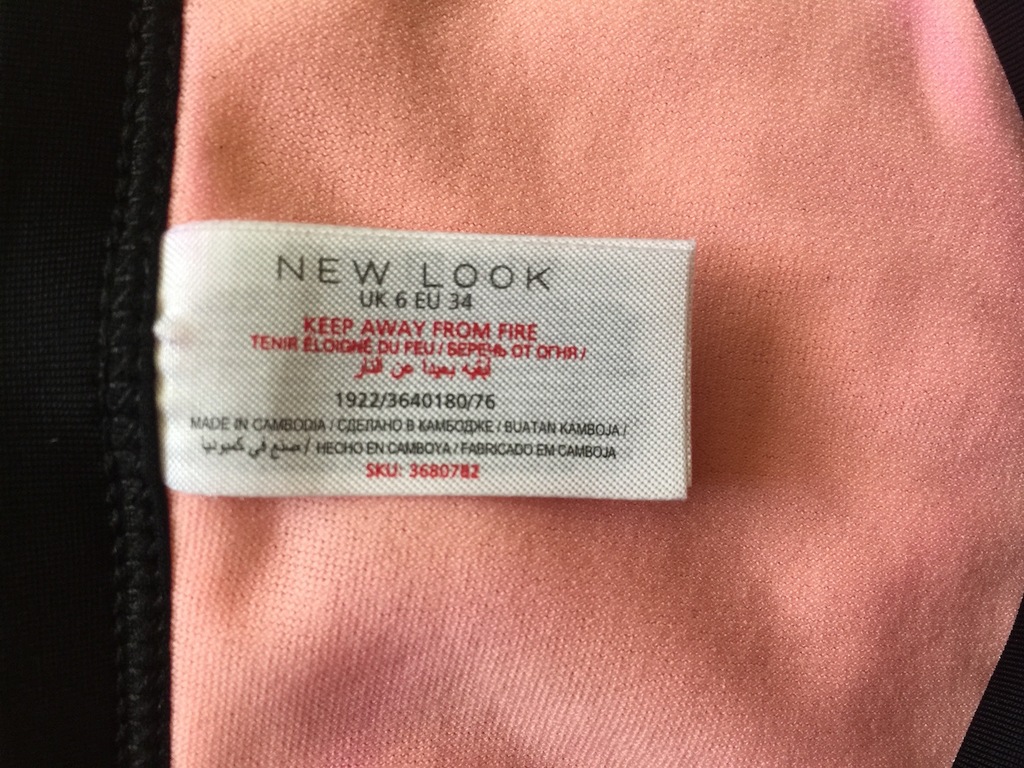 NEW LOOK
UK 6 EU 34
KEEP AWAY FROM FIRE
TENIR ÉLOIGNÉ DU FEU / БЕРЕЧЬ ОТ ОГНЯ /
أبقيه بعيدا عن النار
1922/3640180/76
MADE IN CAMBODIA / СДЕЛАНО В КАМБОДЖЕ / BUATAN KAMBOJA /
صنع في كمبوديا / HECHO EN CAMBOYA / FABRICADO EM CAMBOJA
SKU: 3680782